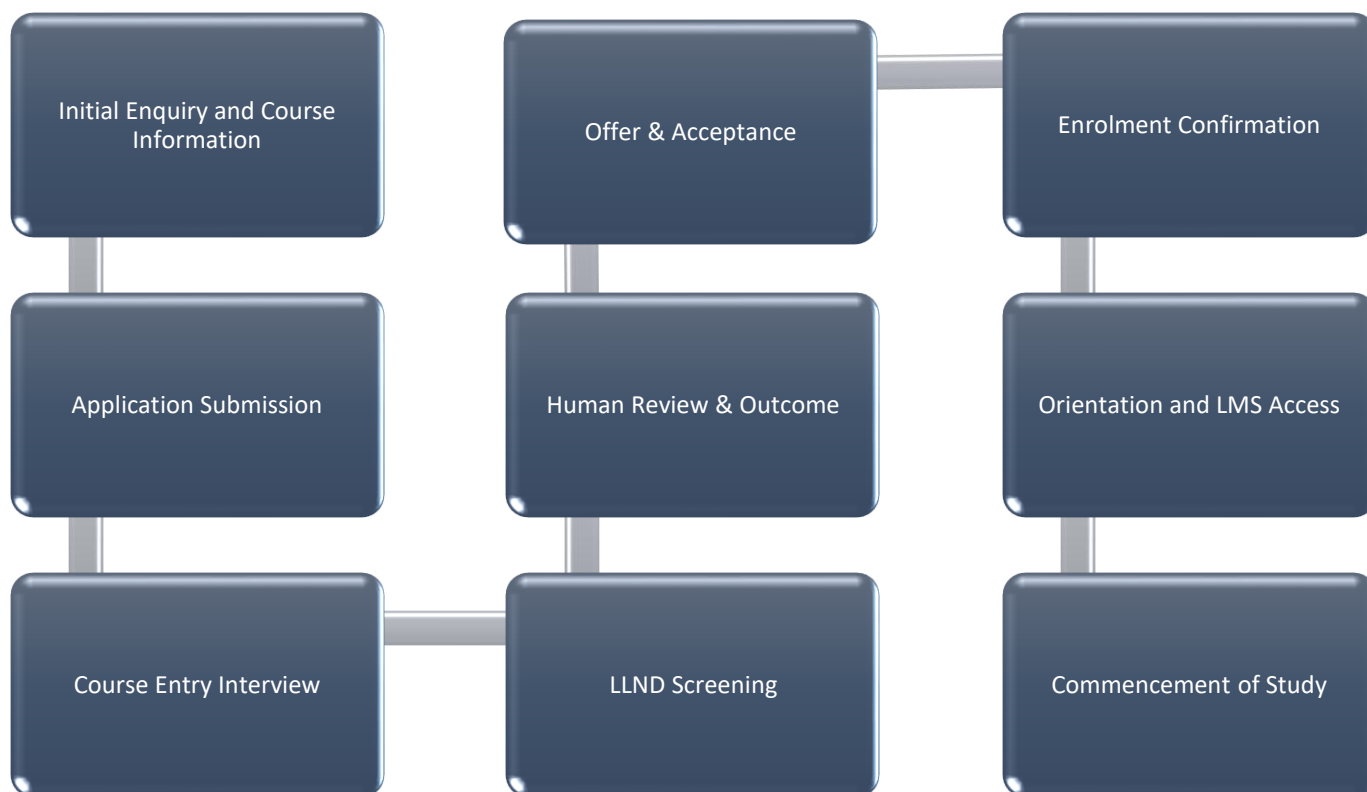 Initial Enquiry and Course
Information
Application Submission
Course Entry Interview
LLND Screening
Human Review & Outcome
Offer & Acceptance
Enrolment Confirmation
Orientation and LMS Access
Commencement of Study